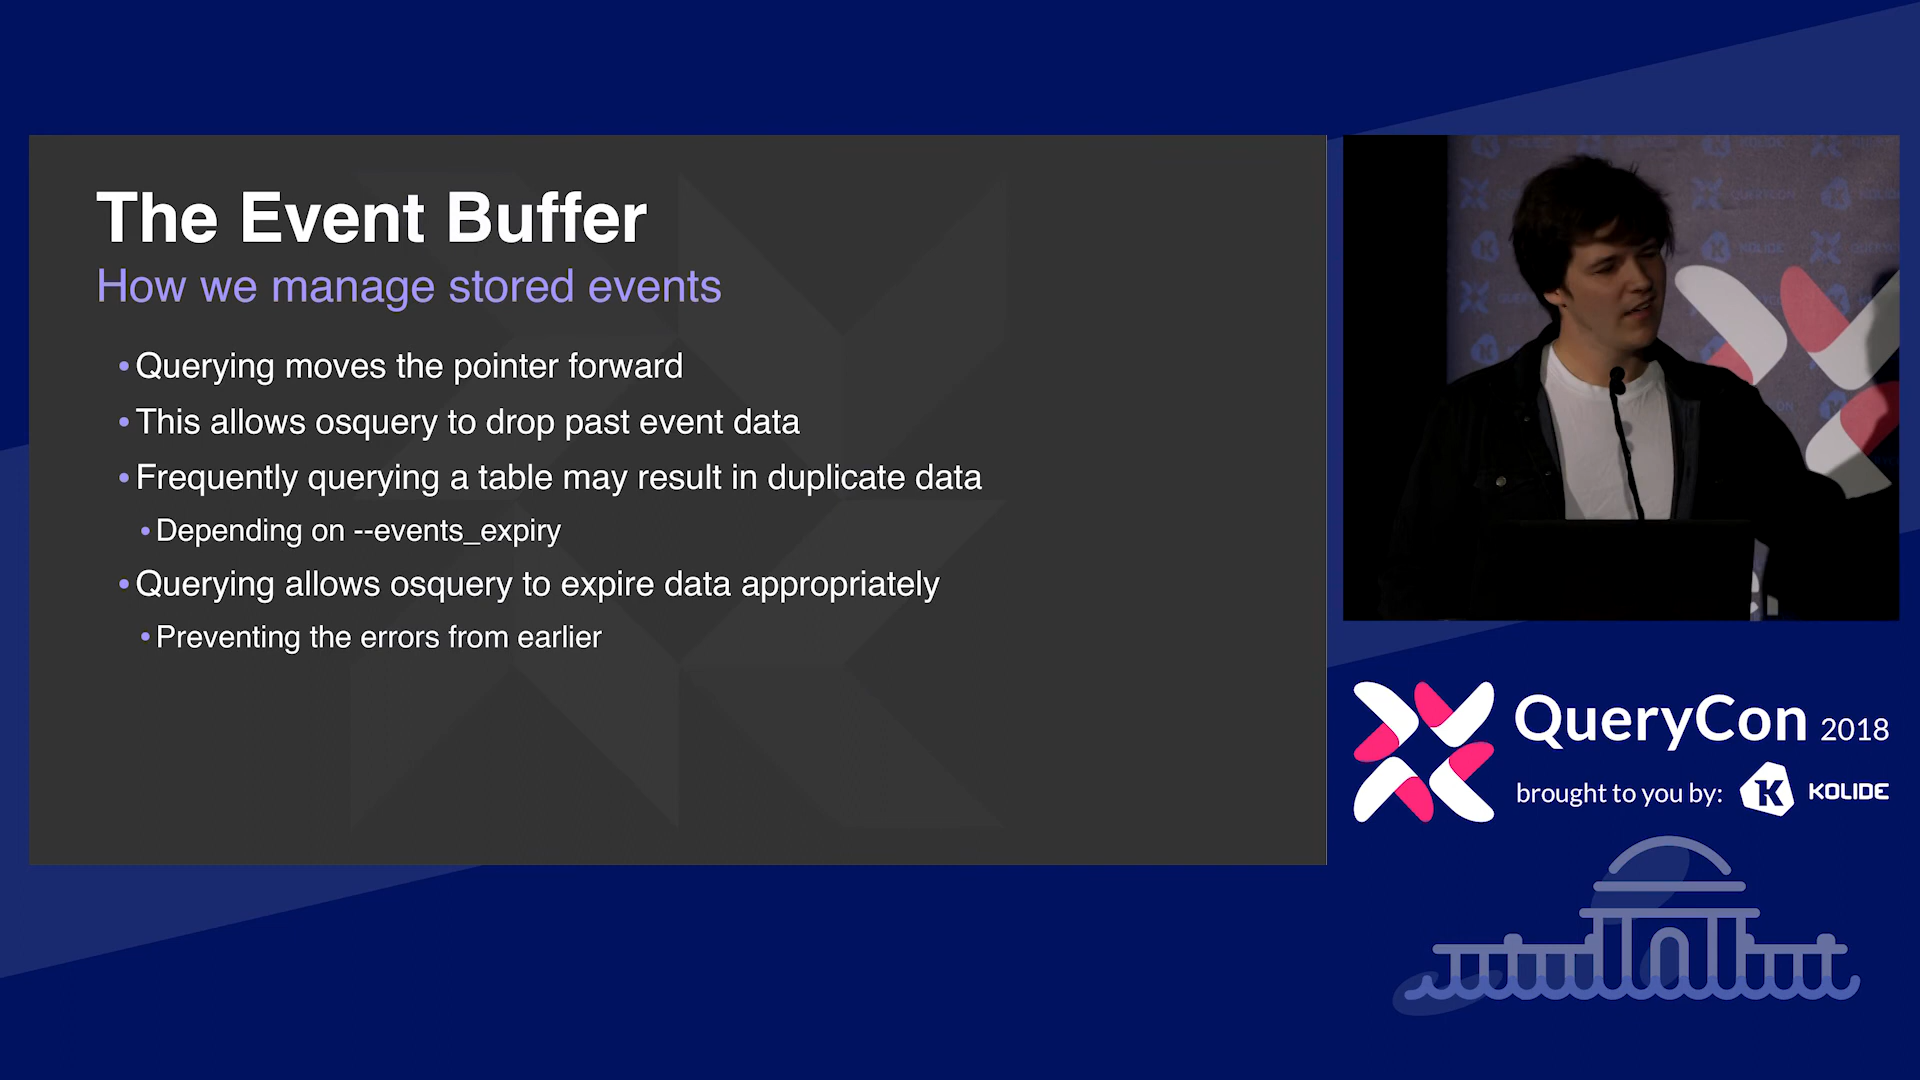 The Event Buffer
How we manage stored events
•Querying moves the pointer forward
•This allows osquery to drop past event data
•Frequently querying a table may result in duplicate data
•Depending on --events_expiry
•Querying allows osquery to expire data appropriately
•Preventing the errors from earlier
QueryCon 2018
brought to you by: K KOLIDE